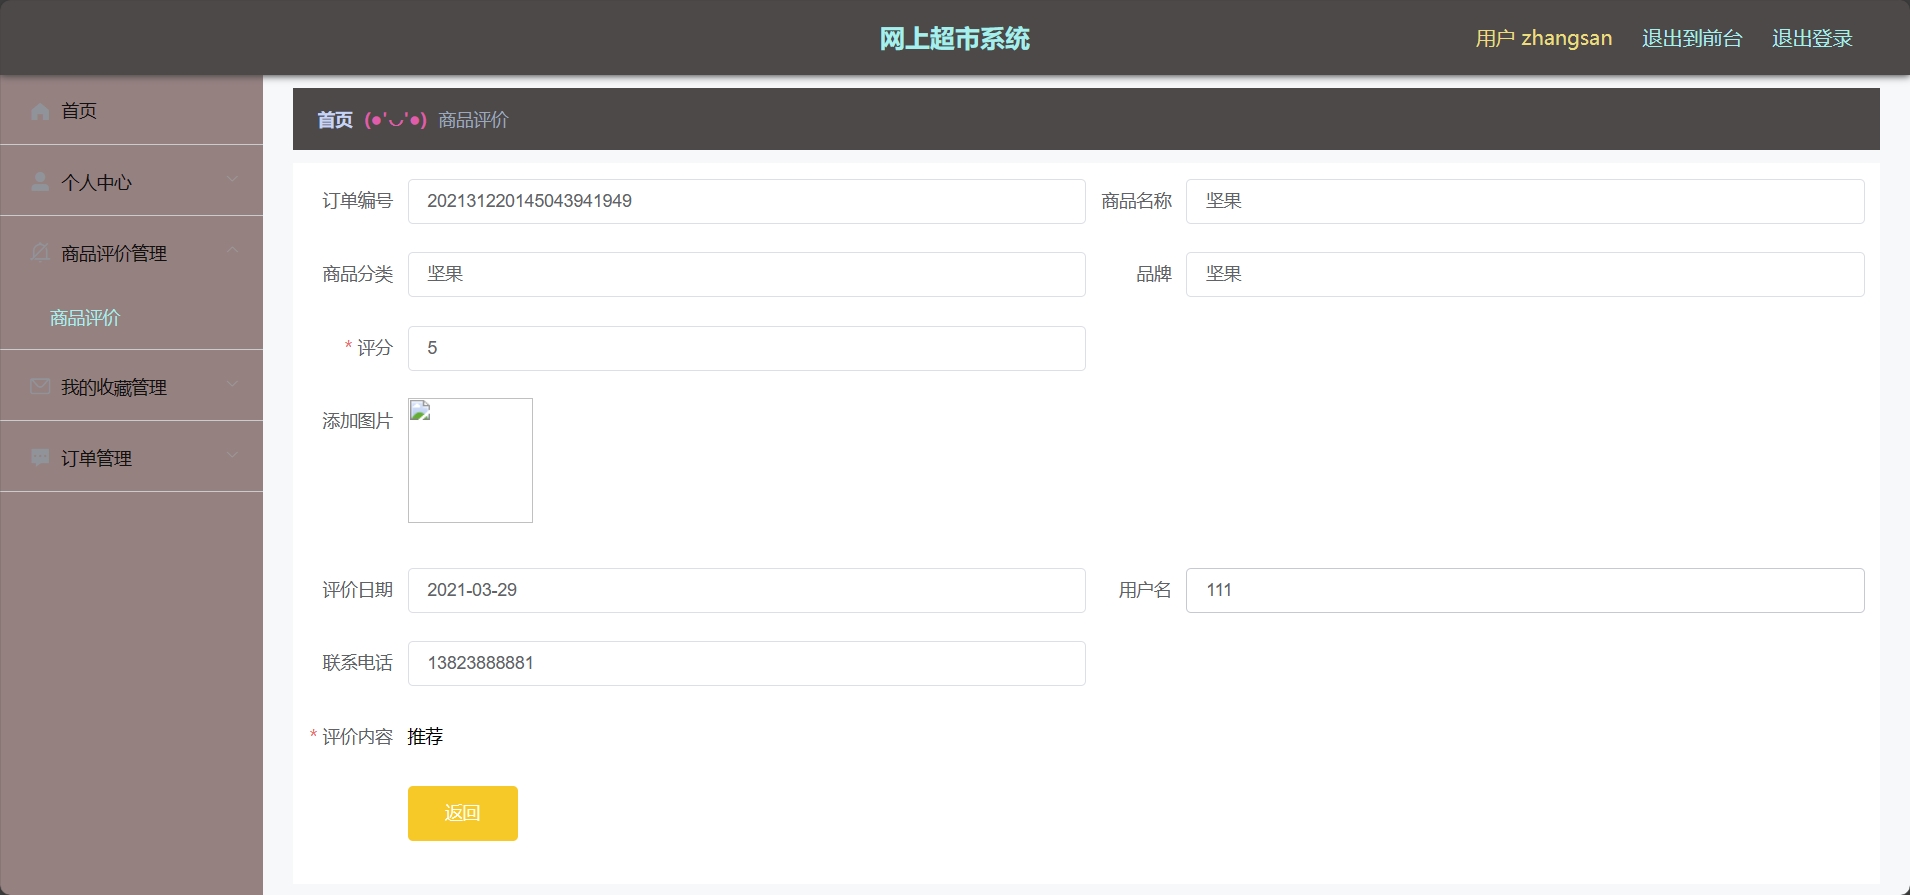 网上超市系统
用户 zhangsan 退出到前台 退出登录
首页
个人中心
商品评价管理
商品评价
我的收藏管理
订单管理
首页 (●'◡'●) 商品评价
订单编号 202131220145043941949 商品名称 坚果
商品分类 坚果 品牌 坚果
* 评分 5
添加图片
评价日期 2021-03-29 用户名 111
联系电话 13823888881
* 评价内容 推荐
返回